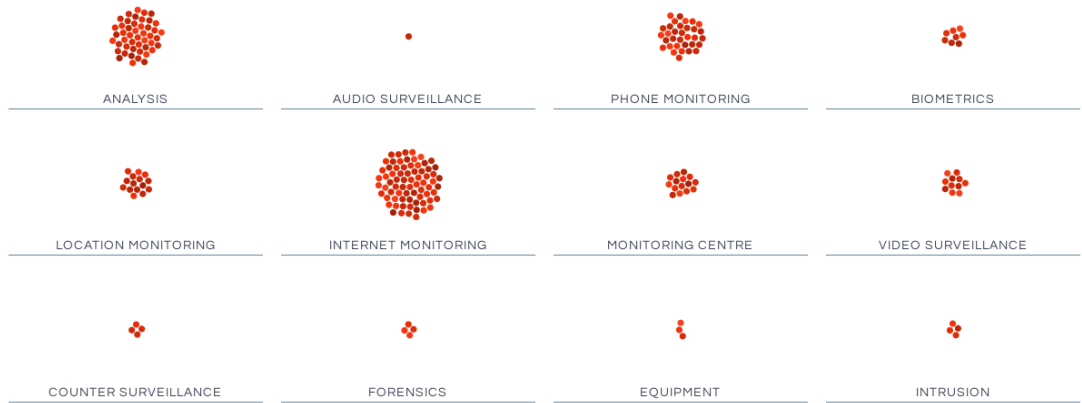 ANALYSIS
AUDIO SURVEILLANCE
PHONE MONITORING
BIOMETRICS
LOCATION MONITORING
INTERNET MONITORING
MONITORING CENTRE
VIDEO SURVEILLANCE
COUNTER SURVEILLANCE
FORENSICS
EQUIPMENT
INTRUSION